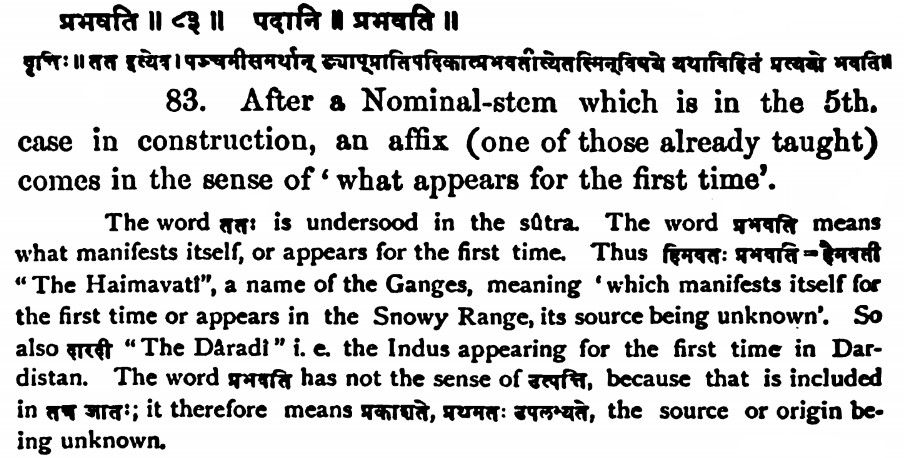 प्रभवति ॥ ८३ ॥ पदानि ॥ प्रभवति ॥
वृत्तिः ॥ तत इत्येव । पञ्चमीसमर्थान् ङ्याप्प्रातिपदिकात्प्रभवतीत्येतस्मिन्विषये यथाविहितं प्रत्ययो भवति ॥
83. After a Nominal-stem which is in the 5th.
case in construction, an affix (one of those already taught)
comes in the sense of ' what appears for the first time'.
The word ततः is undersood in the sûtra. The word प्रभवति means
what manifests itself, or appears for the first time. Thus हिमवतः प्रभवति = हैमवती
"The Haimavatî", a name of the Ganges, meaning 'which manifests itself for
the first time or appears in the Snowy Range, its source being unknown'. So
also दारदी "The Dâradî" i. e. the Indus appearing for the first time in Dar-
distan. The word प्रभवति has not the sense of उत्पत्ति, because that is included
in तत्र जातः; it therefore means प्रकाश्यते, प्रथमतः उपलभ्यते, the source or origin be-
ing unknown.